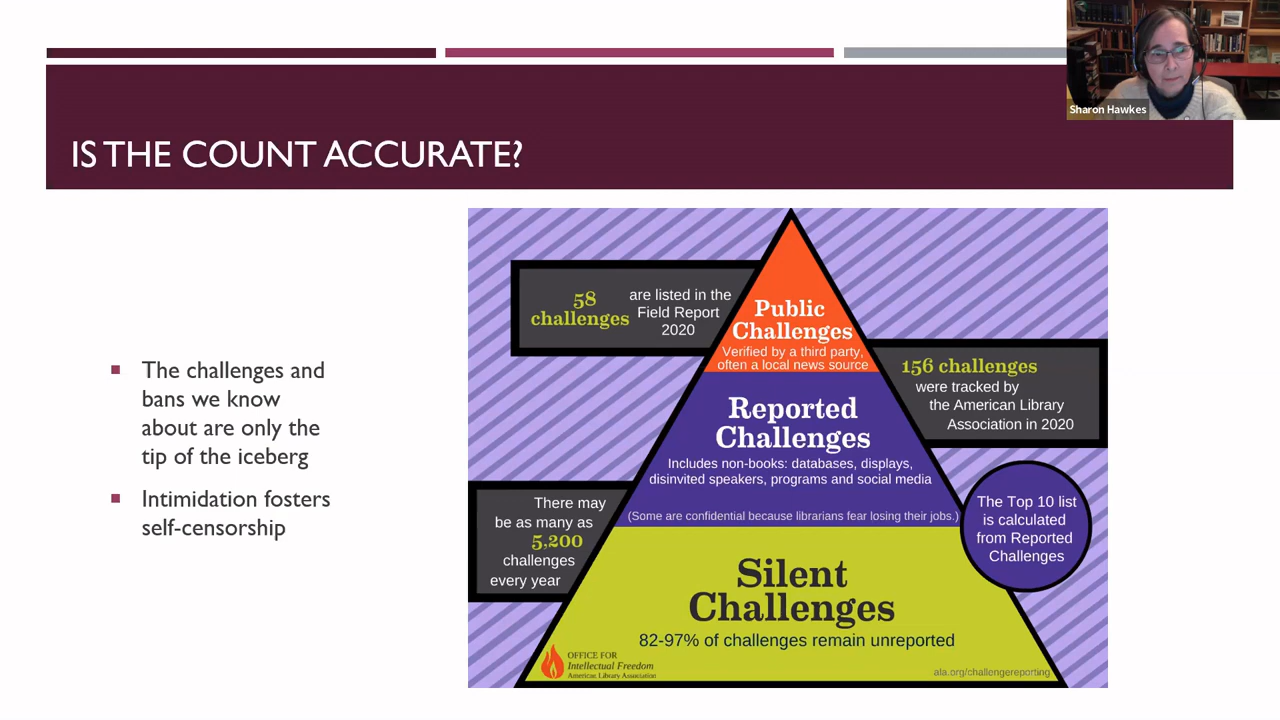 Sharon Hawkes
IS THE COUNT ACCURATE?
The challenges and
bans we know
about are only the
tip of the iceberg
Intimidation fosters
self-censorship
58
challenges
are listed in the
Field Report
2020
Public
Challenges
Verified by a third party,
often a local news source
156 challenges
were tracked by
the American Library
Association in 2020
Reported
Challenges
Includes non-books: databases, displays,
disinvited speakers, programs and social media
(Some are confidential because librarians fear losing their jobs.)
The Top 10 list
is calculated
from Reported
Challenges
There may
be as many as
5,200
challenges
every year
Silent
Challenges
82-97% of challenges remain unreported
OFFICE FOR
Intellectual Freedom
American Library Association
ala.org/challengereporting